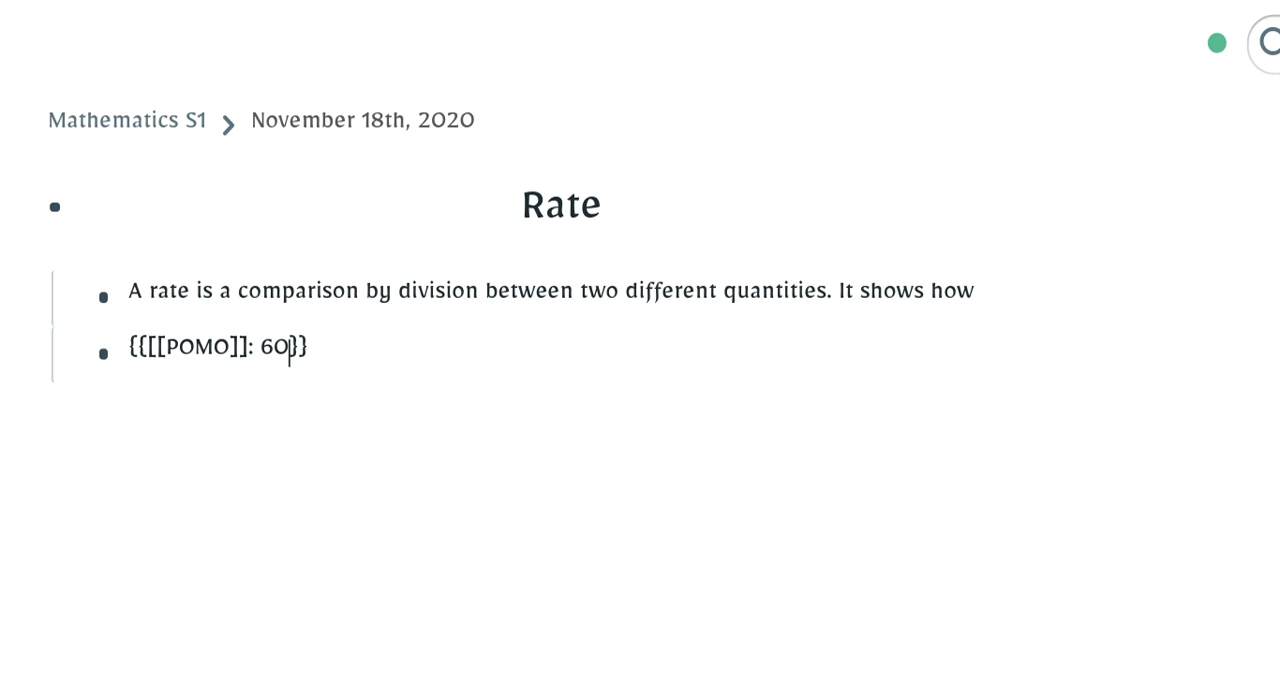 Mathematics S1 > November 18th, 2020
Rate
A rate is a comparison by division between two different quantities. It shows how
{{[[POMO]]: 60}}